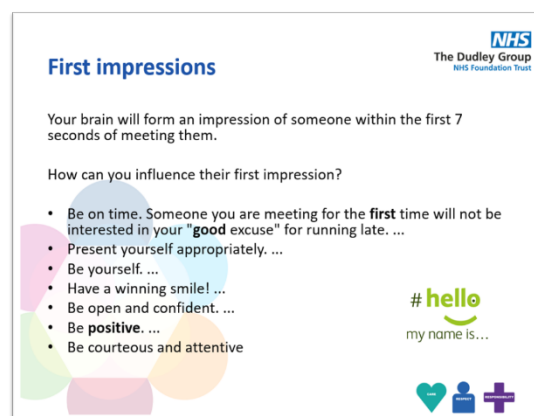 NHS
The Dudley Group
NHS Foundation Trust
First impressions
Your brain will form an impression of someone within the first 7
seconds of meeting them.
How can you influence their first impression?
• Be on time. Someone you are meeting for the first time will not be
interested in your "good excuse" for running late. ...
• Present yourself appropriately. ...
• Be yourself. ...
• Have a winning smile! ...
• Be open and confident. ...
• Be positive. ...
• Be courteous and attentive
# hello
my name is...
CARE
RESPECT
RESPONSIBILITY